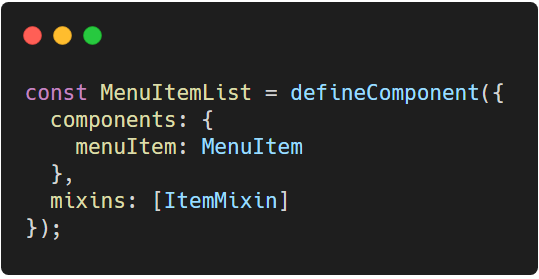 const MenuItemList = defineComponent({
  components: {
    menuItem: MenuItem
  },
  mixins: [ItemMixin]
});